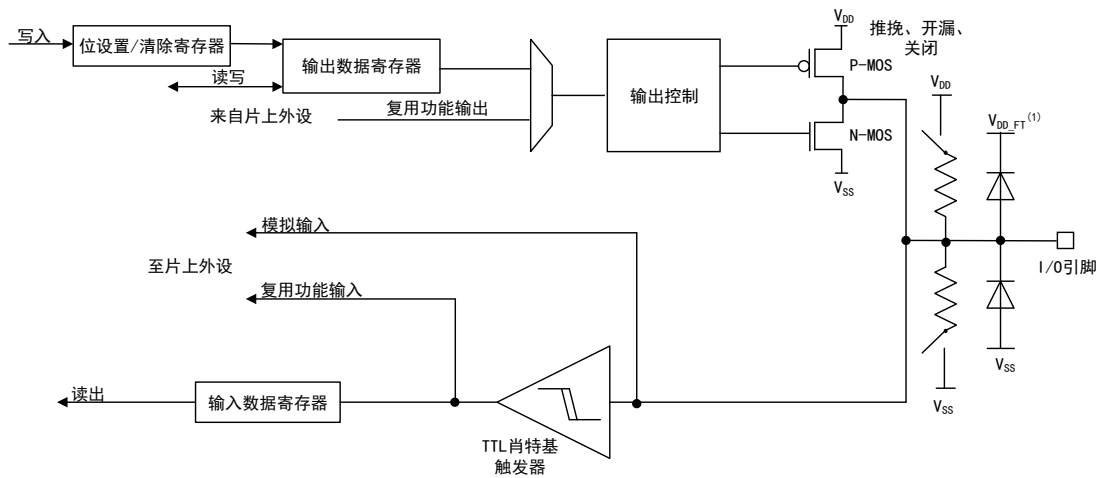 写入
位设置/清除寄存器
读写
输出数据寄存器
来自片上外设
复用功能输出
输出控制
VDD
推挽、开漏、
关闭
P-MOS
N-MOS
VSS
VDD
VDD_FT(1)
I/O引脚
VSS
VSS
模拟输入
至片上外设
复用功能输入
读出
输入数据寄存器
TTL肖特基
触发器